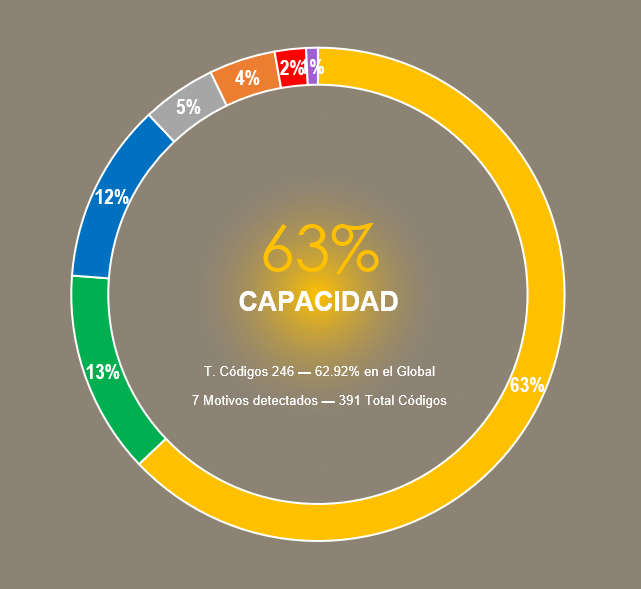 4%
2%
1%
5%
12%
63%
CAPACIDAD
T. Códigos 246 — 62.92% en el Global
13%
63%
7 Motivos detectados — 391 Total Códigos